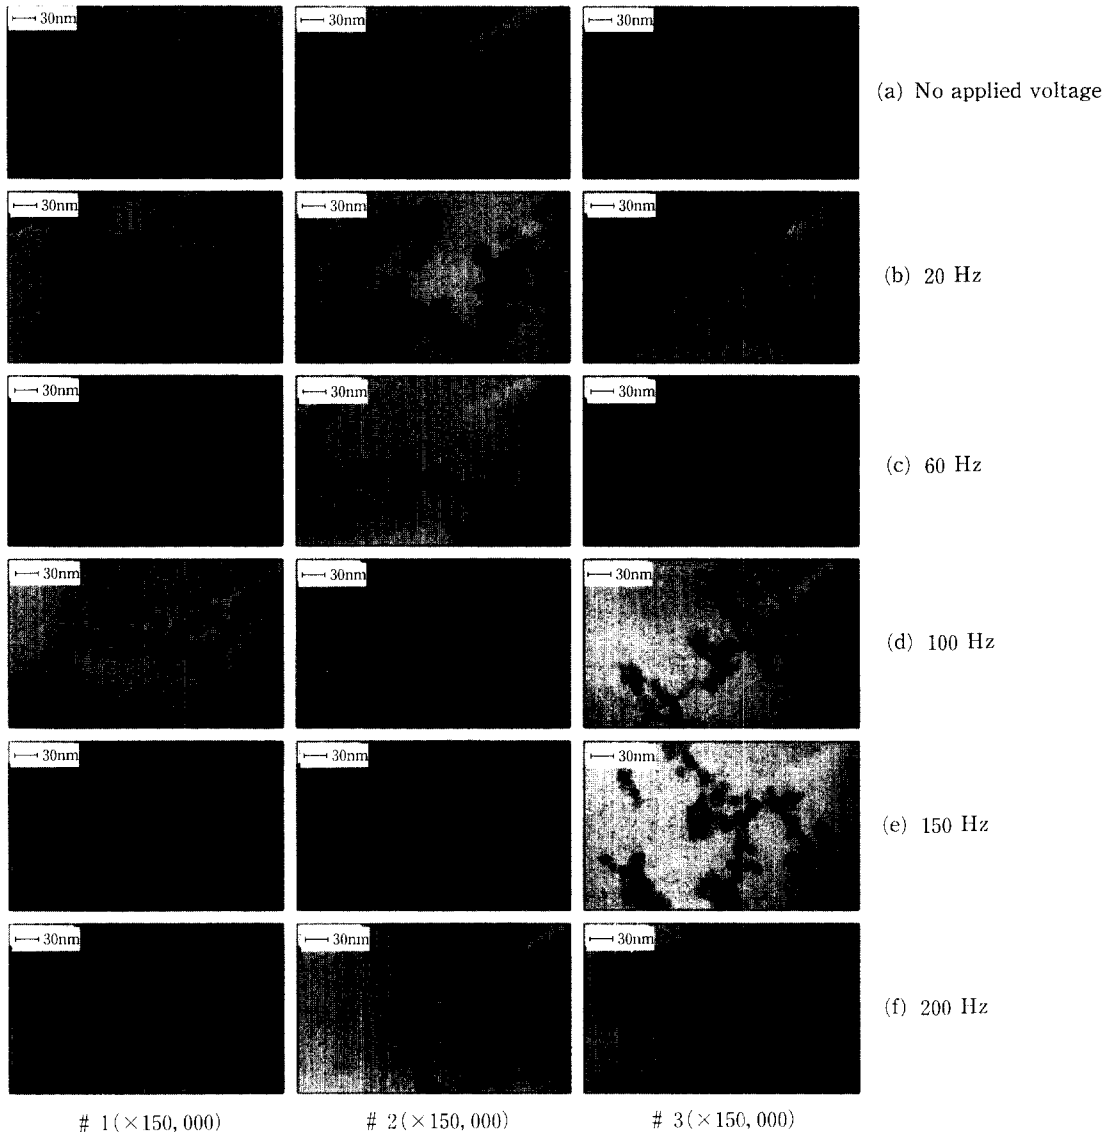 30nm 30nm 30nm
(a) No applied voltage
30nm 30nm 30nm
(b) 20 Hz
30nm 30nm 30nm
(c) 60 Hz
30nm 30nm 30nm
(d) 100 Hz
30nm 30nm 30nm
(e) 150 Hz
30nm 30nm 30nm
(f) 200 Hz
# 1(×150,000) # 2(×150,000) # 3(×150,000)